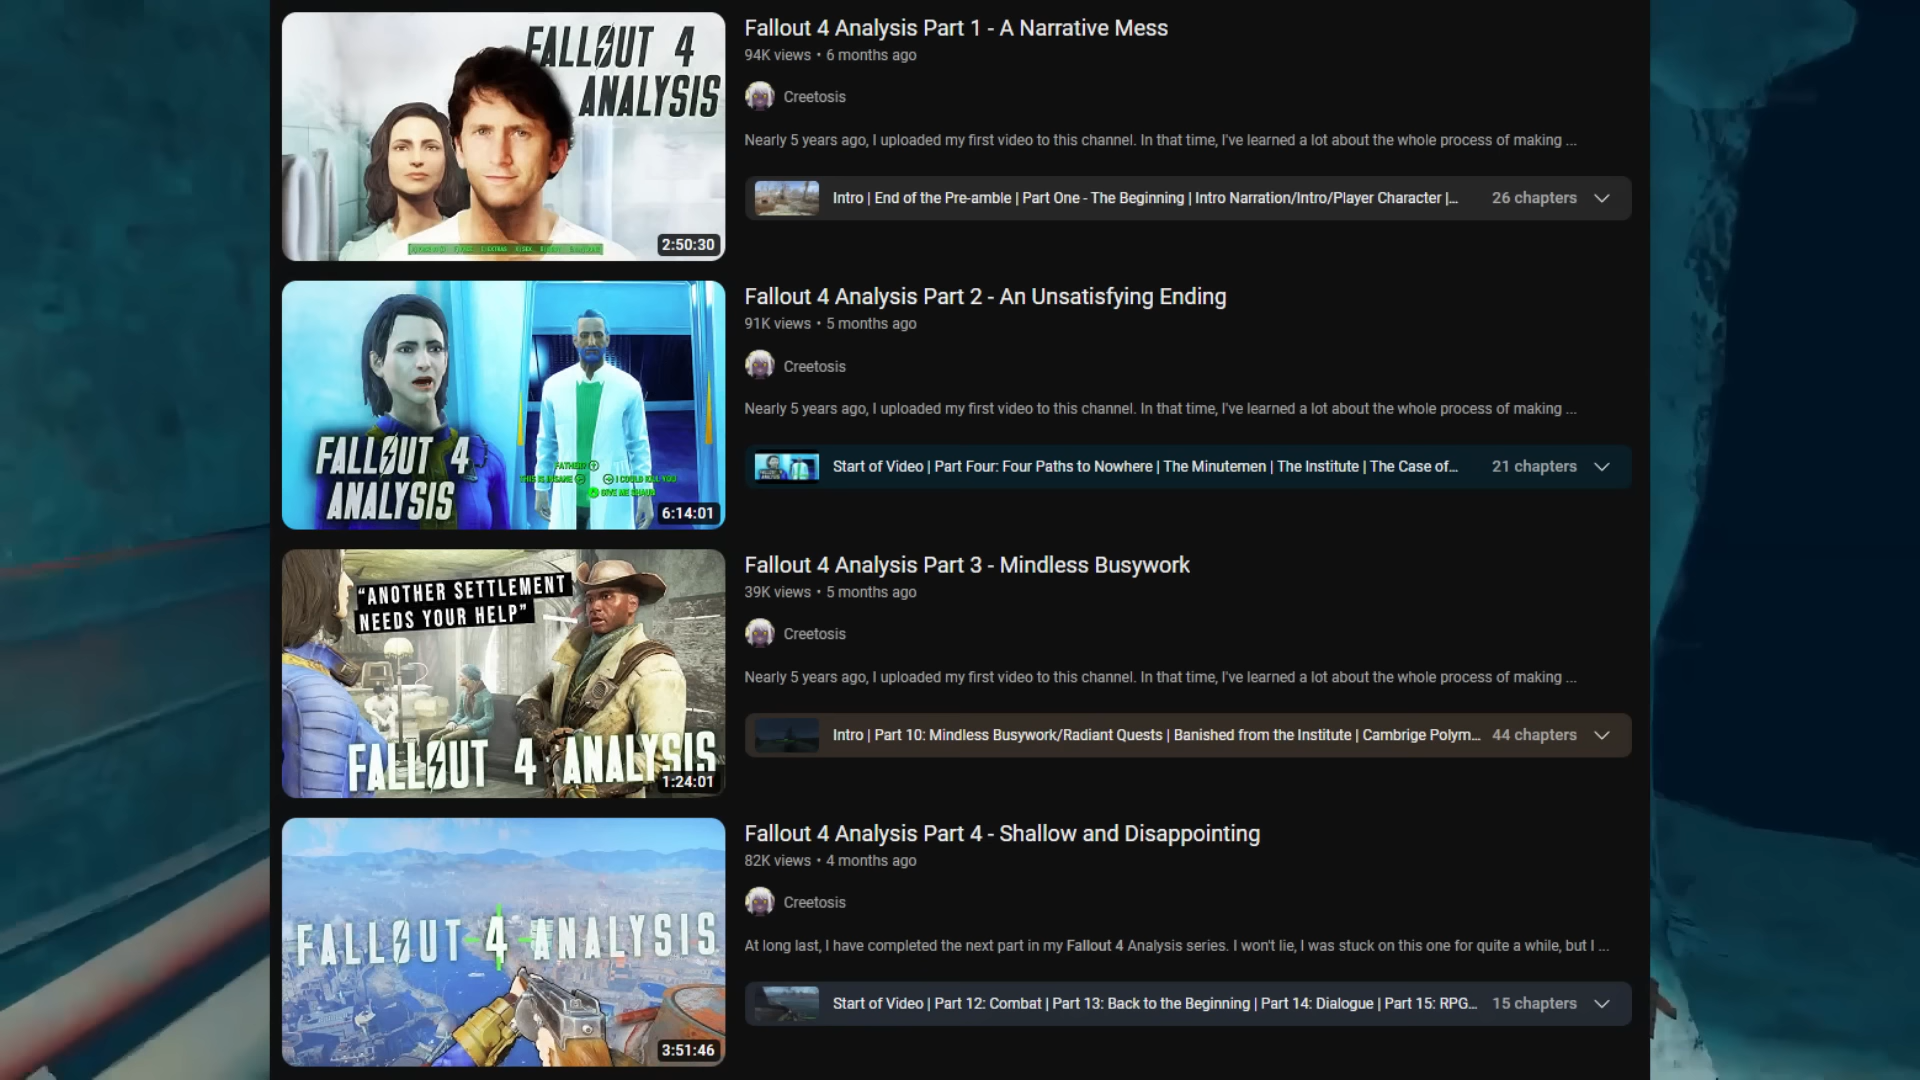 FALLOUT 4
ANALYSIS
2:50:30
Fallout 4 Analysis Part 1 - A Narrative Mess
94K views • 6 months ago
Creetosis
Nearly 5 years ago, I uploaded my first video to this channel. In that time, I've learned a lot about the whole process of making ...
Intro | End of the Pre-amble | Part One - The Beginning | Intro Narration/Intro/Player Character |...
26 chapters
FALLOUT 4
ANALYSIS
FATHER?
THIS IS INSANE
I COULD KILL YOU
GIVE ME SHAUN
6:14:01
Fallout 4 Analysis Part 2 - An Unsatisfying Ending
91K views • 5 months ago
Creetosis
Nearly 5 years ago, I uploaded my first video to this channel. In that time, I've learned a lot about the whole process of making ...
Start of Video | Part Four: Four Paths to Nowhere | The Minutemen | The Institute | The Case of...
21 chapters
"ANOTHER SETTLEMENT
NEEDS YOUR HELP"
FALLOUT 4 ANALYSIS
1:24:01
Fallout 4 Analysis Part 3 - Mindless Busywork
39K views • 5 months ago
Creetosis
Nearly 5 years ago, I uploaded my first video to this channel. In that time, I've learned a lot about the whole process of making ...
Intro | Part 10: Mindless Busywork/Radiant Quests | Banished from the Institute | Cambrige Polym...
44 chapters
FALLOUT 4 ANALYSIS
3:51:46
Fallout 4 Analysis Part 4 - Shallow and Disappointing
82K views • 4 months ago
Creetosis
At long last, I have completed the next part in my Fallout 4 Analysis series. I won't lie, I was stuck on this one for quite a while, but I ...
Start of Video | Part 12: Combat | Part 13: Back to the Beginning | Part 14: Dialogue | Part 15: RPG...
15 chapters